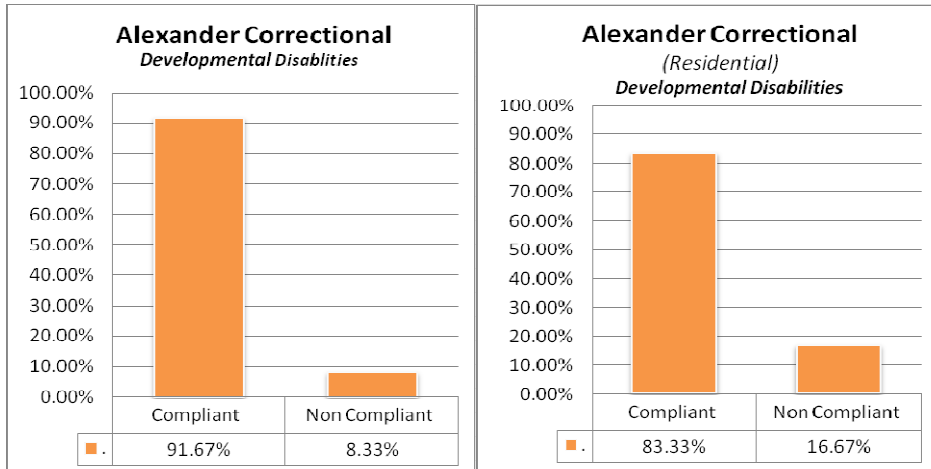 Alexander Correctional
Developmental Disablities
100.00%
90.00%
80.00%
70.00%
60.00%
50.00%
40.00%
30.00%
20.00%
10.00%
0.00%
Compliant Non Compliant
. 91.67% 8.33%
Alexander Correctional
(Residential)
Developmental Disabilities
100.00%
90.00%
80.00%
70.00%
60.00%
50.00%
40.00%
30.00%
20.00%
10.00%
0.00%
Compliant Non Compliant
. 83.33% 16.67%